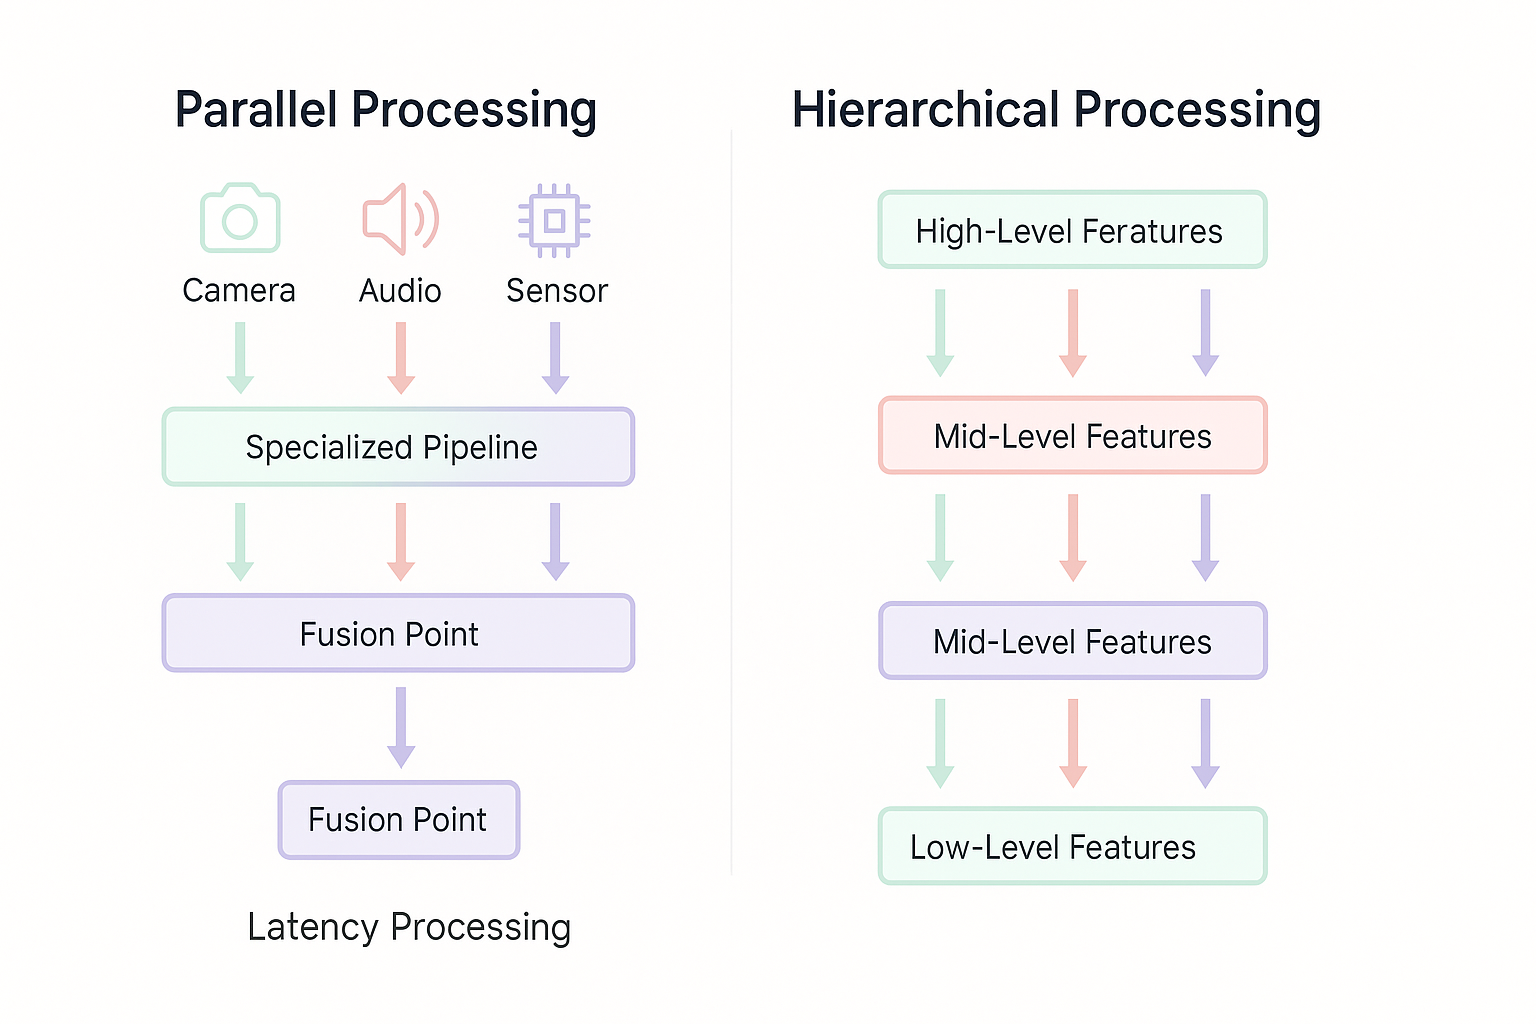 Parallel Processing
Camera
Audio
Sensor
Specialized Pipeline
Fusion Point
Fusion Point
Latency Processing
Hierarchical Processing
High-Level Feratures
Mid-Level Features
Mid-Level Features
Low-Level Features